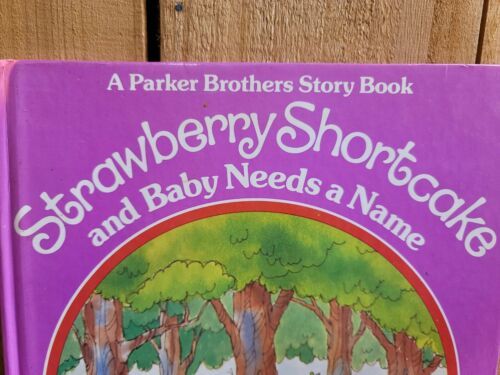 A Parker Brothers Story Book
Strawberry Shortcake
and Baby Needs a Name